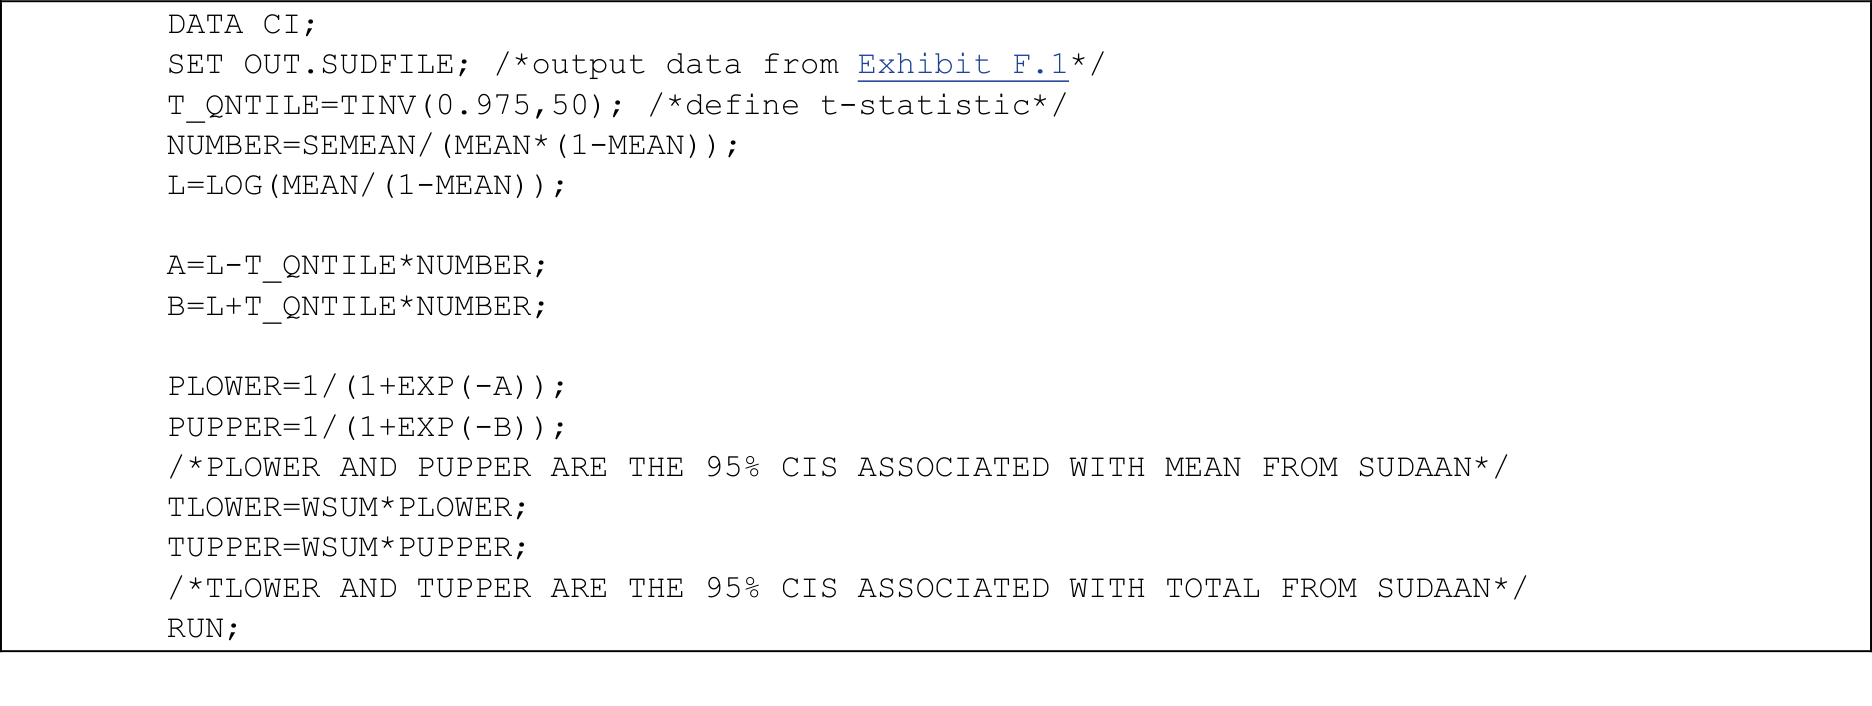 DATA CI;
SET OUT.SUDFILE; /*output data from Exhibit F.1*/
T_QNTILE=TINV(0.975,50); /*define t-statistic*/
NUMBER=SEMEAN/(MEAN*(1-MEAN));
L=LOG(MEAN/(1-MEAN));
A=L-T_QNTILE*NUMBER;
B=L+T_QNTILE*NUMBER;
PLOWER=1/(1+EXP(-A));
PUPPER=1/(1+EXP(-B));
/*PLOWER AND PUPPER ARE THE 95% CIS ASSOCIATED WITH MEAN FROM SUDAAN*/
TLOWER=WSUM*PLOWER;
TUPPER=WSUM*PUPPER;
/*TLOWER AND TUPPER ARE THE 95% CIS ASSOCIATED WITH TOTAL FROM SUDAAN*/
RUN;